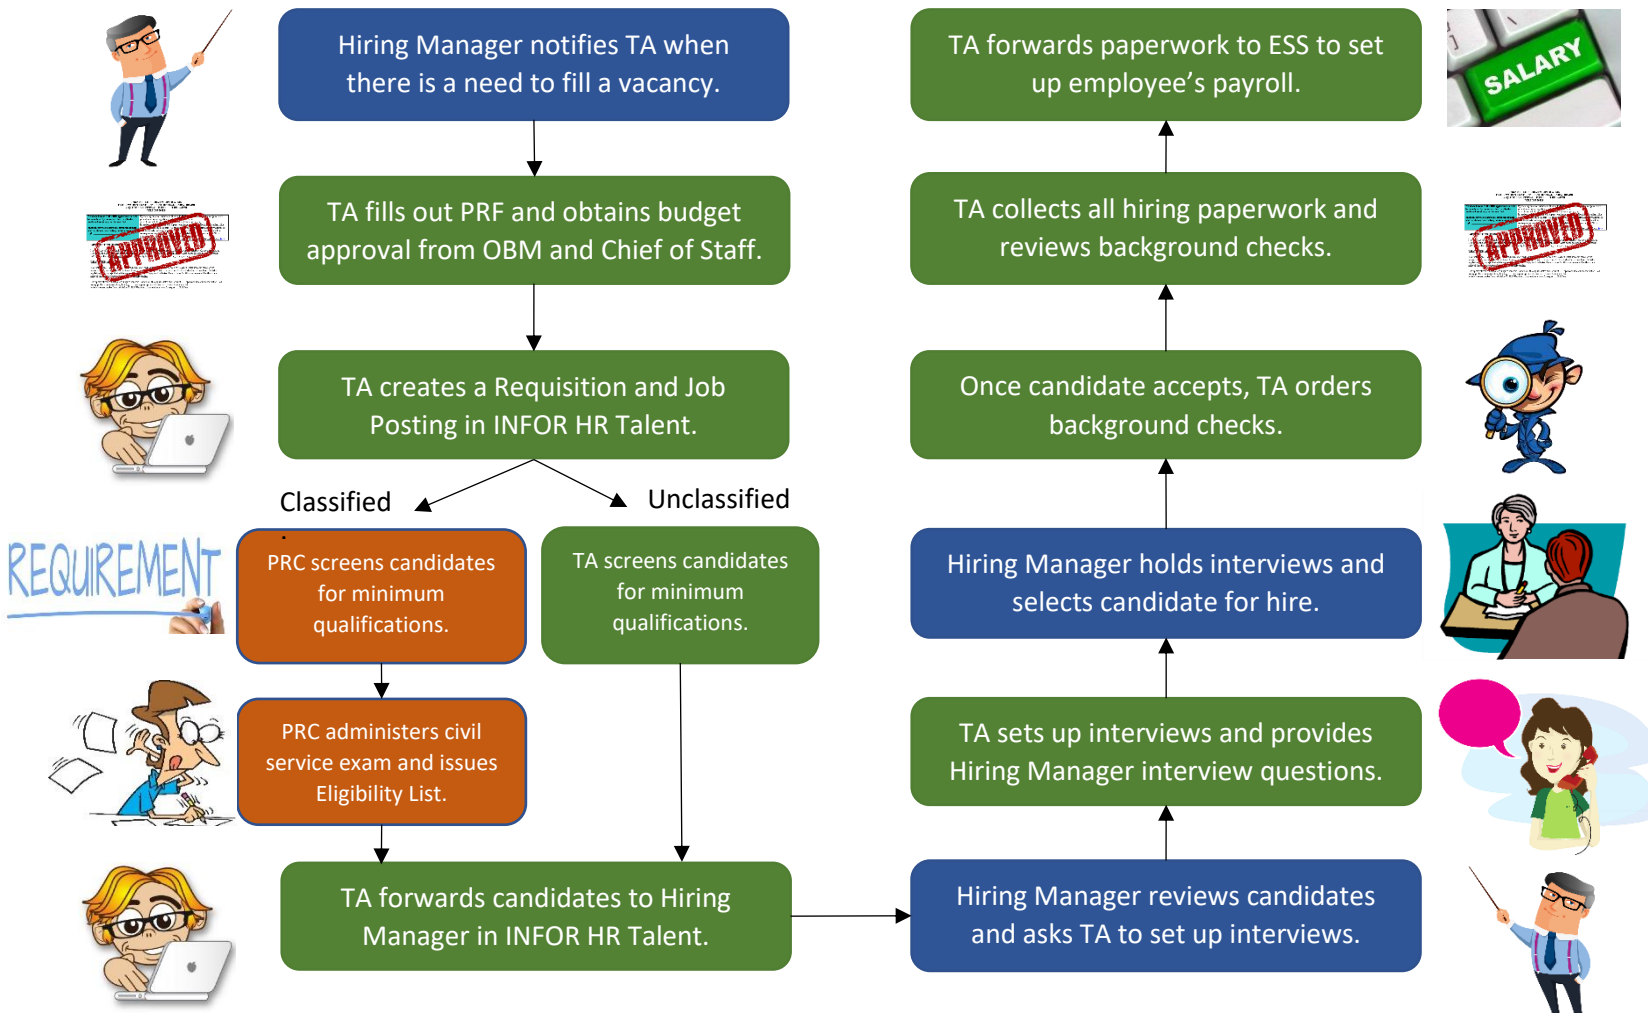 Hiring Manager notifies TA when
there is a need to fill a vacancy.
TA fills out PRF and obtains budget
approval from OBM and Chief of Staff.
APPROVED
TA creates a Requisition and Job
Posting in INFOR HR Talent.
Classified
Unclassified
REQUIREMENT
PRC screens candidates
for minimum
qualifications.
TA screens candidates
for minimum
qualifications.
PRC administers civil
service exam and issues
Eligibility List.
TA forwards candidates to Hiring
Manager in INFOR HR Talent.
Hiring Manager reviews candidates
and asks TA to set up interviews.
TA sets up interviews and provides
Hiring Manager interview questions.
Hiring Manager holds interviews and
selects candidate for hire.
Once candidate accepts, TA orders
background checks.
TA collects all hiring paperwork and
reviews background checks.
APPROVED
TA forwards paperwork to ESS to set
up employee’s payroll.
SALARY